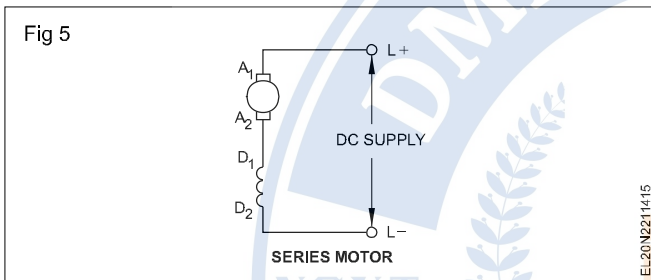 Fig 5
L+
A1
A2
DC SUPPLY
D1
D2
L–
SERIES MOTOR
EL20N2211415